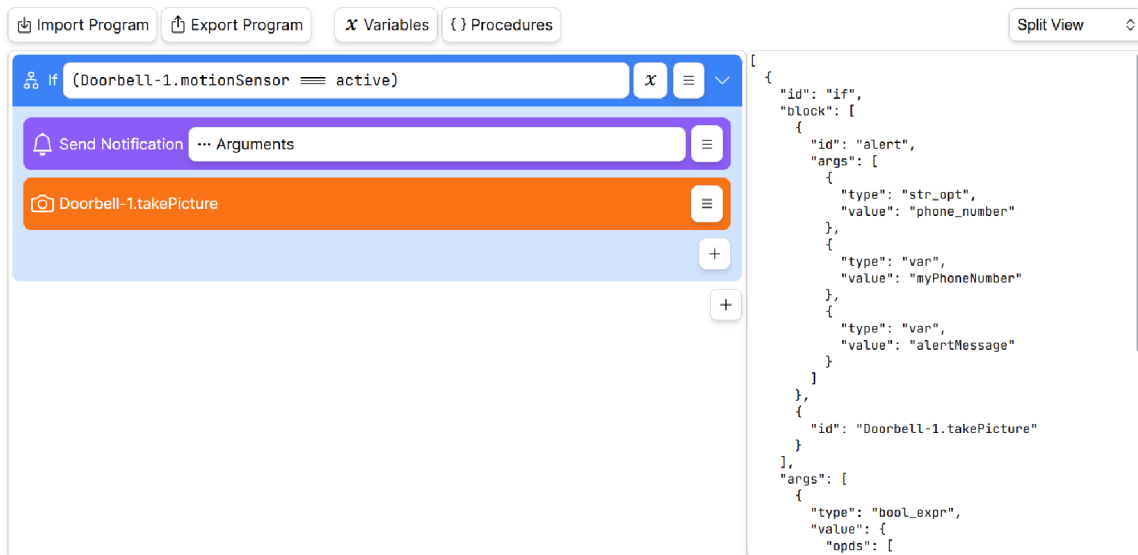 Import Program
Export Program
x Variables
{} Procedures
Split View
If (Doorbell-1.motionSensor === active) x
Send Notification ··· Arguments
Doorbell-1.takePicture
+
+
[
  {
    "id": "if",
    "block": [
      {
        "id": "alert",
        "args": [
          {
            "type": "str_opt",
            "value": "phone_number"
          },
          {
            "type": "var",
            "value": "myPhoneNumber"
          },
          {
            "type": "var",
            "value": "alertMessage"
          }
        ]
      },
      {
        "id": "Doorbell-1.takePicture"
      }
    ],
    "args": [
      {
        "type": "bool_expr",
        "value": {
          "opds": [